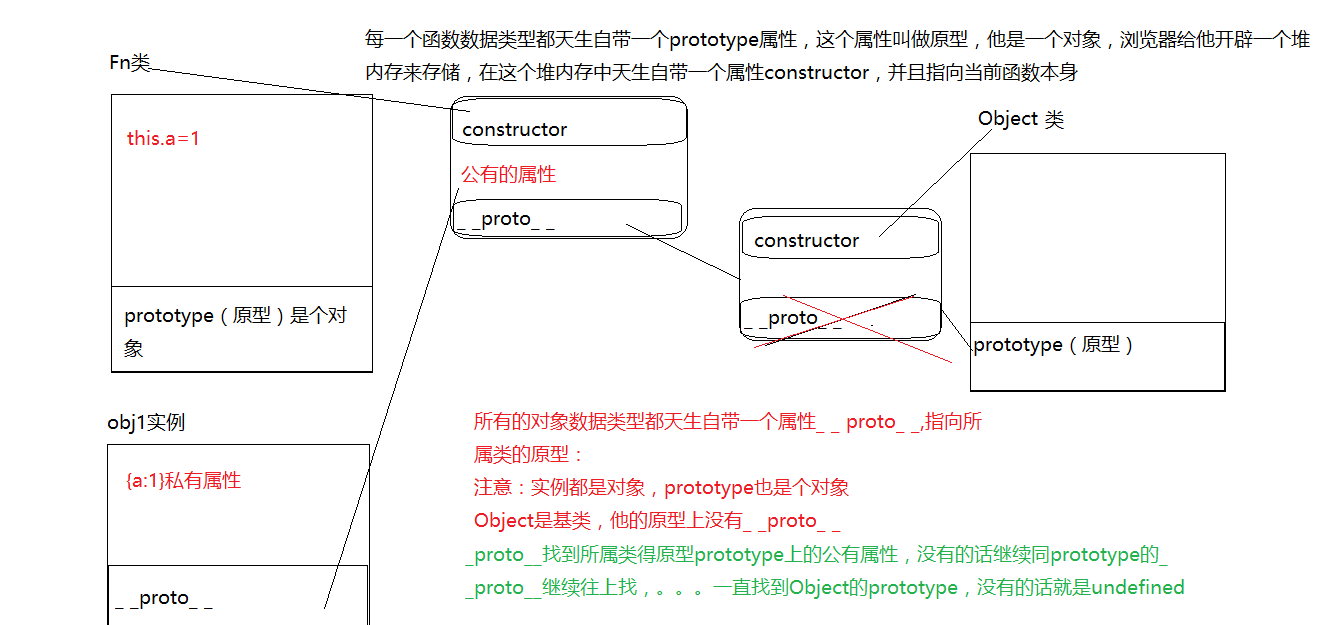 每一个函数数据类型都天生自带一个prototype属性，这个属性叫做原型，他是一个对象，浏览器给他开辟一个堆
内存来存储，在这个堆内存中天生自带一个属性constructor，并且指向当前函数本身
Fn类
this.a=1
prototype（原型）是个对
象
constructor
公有的属性
_ _proto_ _
Object 类
constructor
_ _proto_ _
prototype（原型）
obj1实例
{a:1}私有属性
_ _proto_ _
所有的对象数据类型都天生自带一个属性_ _ proto_ _,指向所
属类的原型：
注意：实例都是对象，prototype也是个对象
Object是基类，他的原型上没有_ _proto_ _
_proto__找到所属类得原型prototype上的公有属性，没有的话继续同prototype的_
_proto__继续往上找，。。。一直找到Object的prototype，没有的话就是undefined